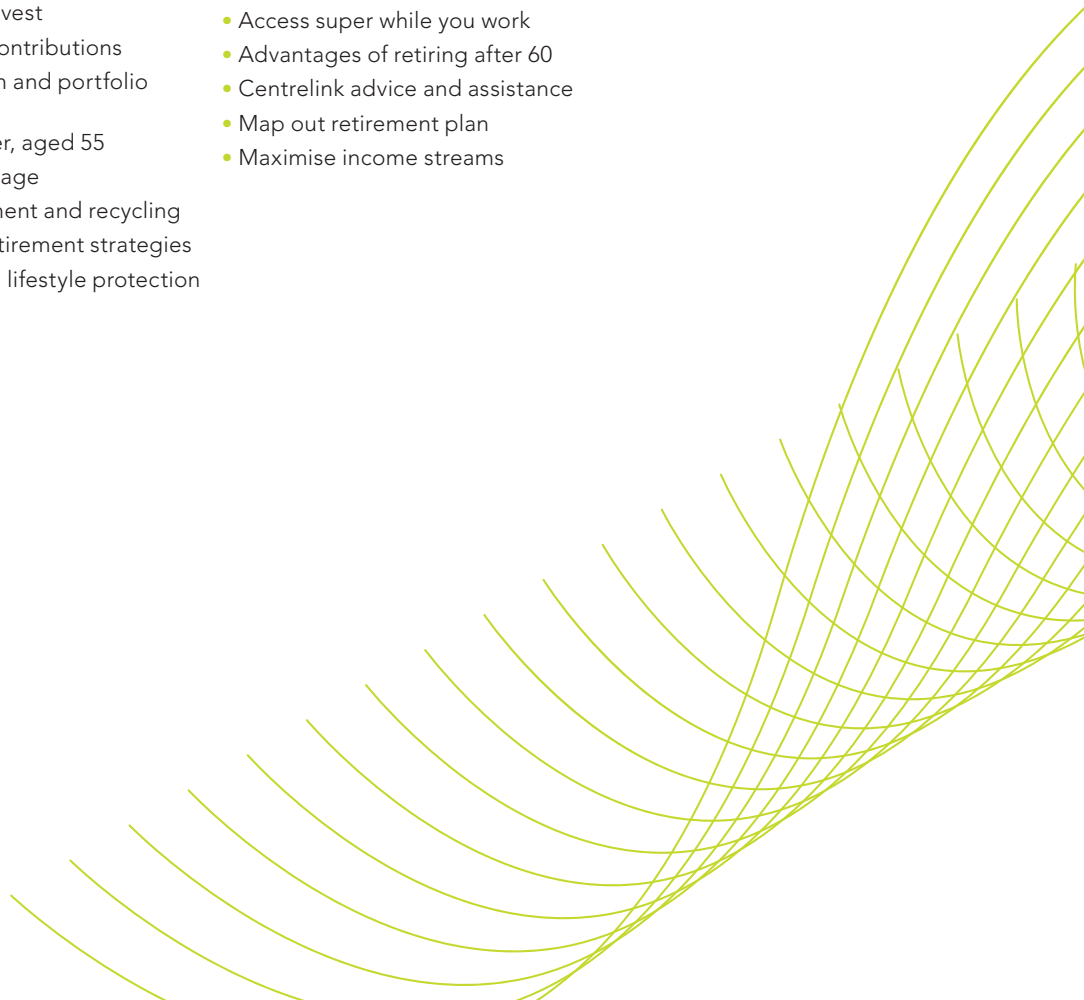 vest
ontributions
and portfolio
aged 55
age
ment and recycling
tirement strategies
lifestyle protection
• Access super while you work
• Advantages of retiring after 60
• Centrelink advice and assistance
• Map out retirement plan
• Maximise income streams